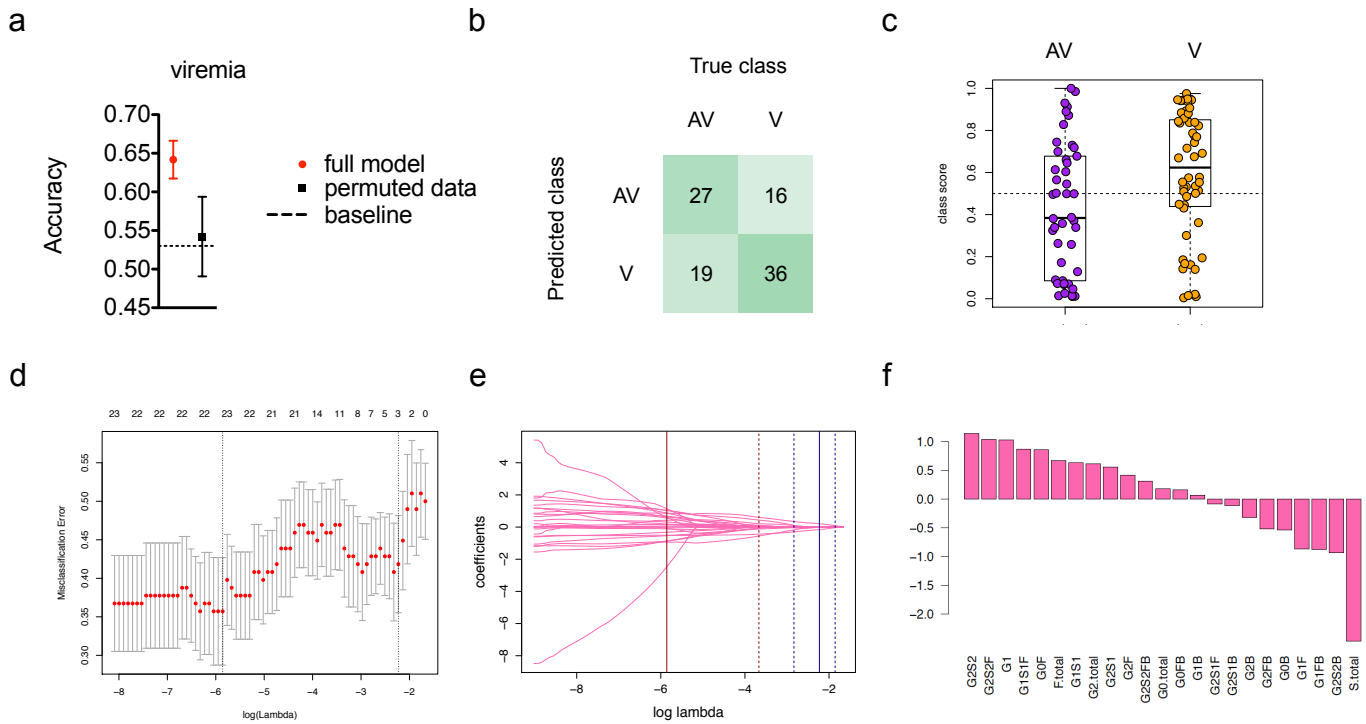 a
viremia
Accuracy
0.70
0.65
0.60
0.55
0.50
0.45
full model
permuted data
baseline
b
True class
AV V
Predicted class
AV 27 16
V 19 36
c
AV V
class score
1.0
0.8
0.6
0.4
0.2
0.0
d
23 22 22 22 22 23 22 21 21 14 11 8 7 5 3 2 0
Misclassification Error
0.55
0.50
0.45
0.40
0.35
0.30
-8 -7 -6 -5 -4 -3 -2
log(Lambda)
e
coefficients
4
2
0
-2
-4
-6
-8
-8 -6 -4 -2
log lambda
f
1.0
0.5
0.0
-0.5
-1.0
-1.5
-2.0
G2S2
G2S2F
G1
G1S1F
G0F
F.total
G1S1
G2.total
G2S1
G2F
G2S2FB
G0.total
G0FB
G1B
G2S1F
G2S1B
G2B
G2FB
G0B
G1F
G1FB
G2S2B
S.total